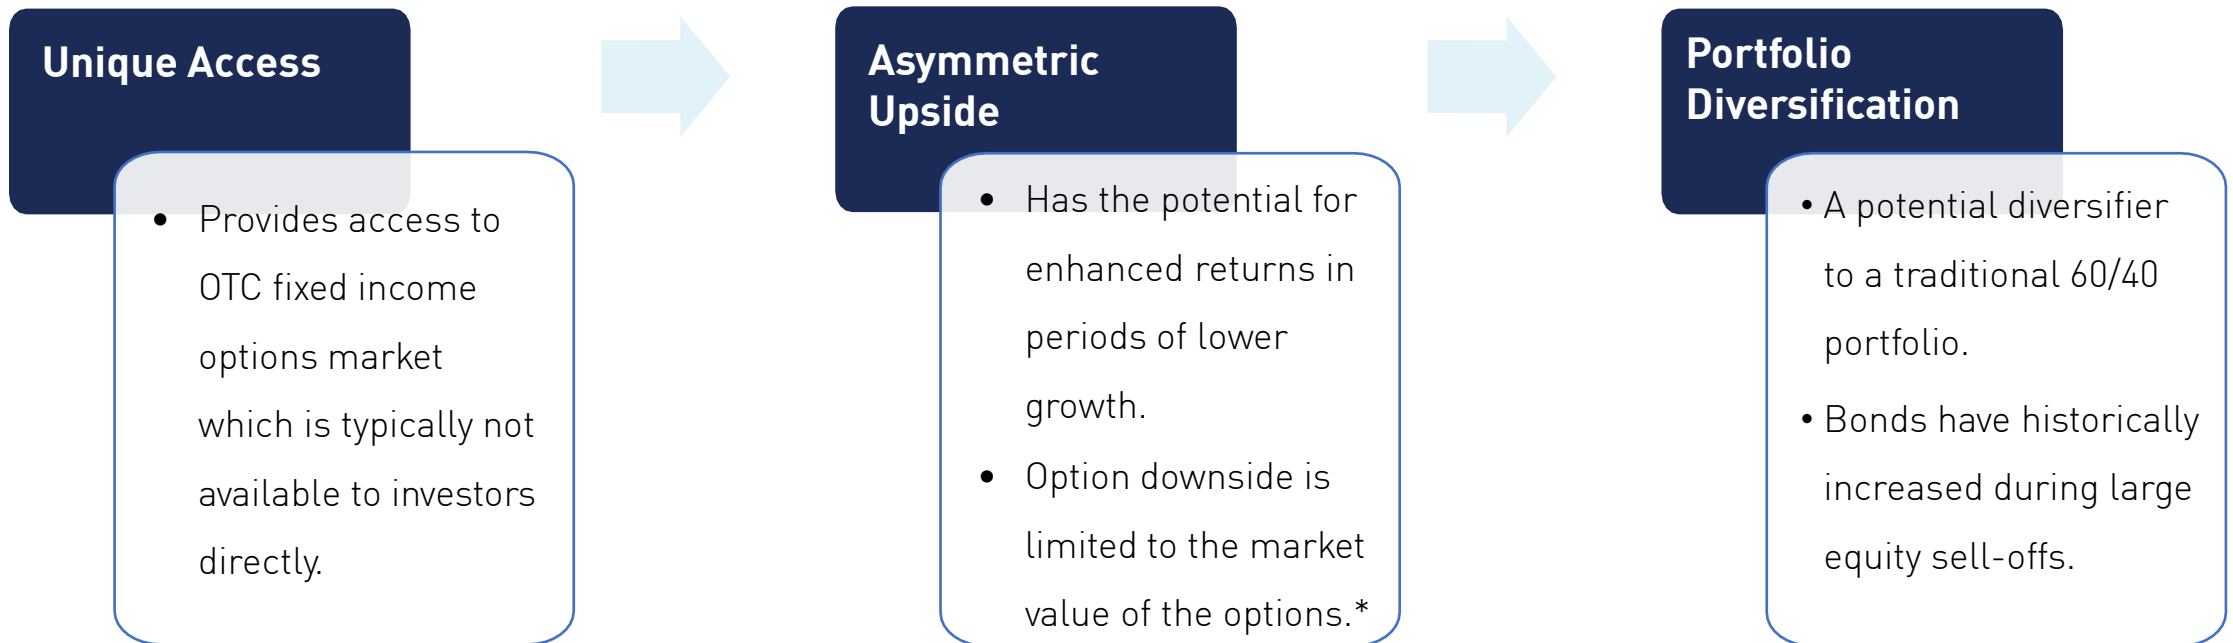 Unique Access
• Provides access to
OTC fixed income
options market
which is typically not
available to investors
directly.
Asymmetric
Upside
• Has the potential for
enhanced returns in
periods of lower
growth.
• Option downside is
limited to the market
value of the options.*
Portfolio
Diversification
• A potential diversifier
to a traditional 60/40
portfolio.
• Bonds have historically
increased during large
equity sell-offs.